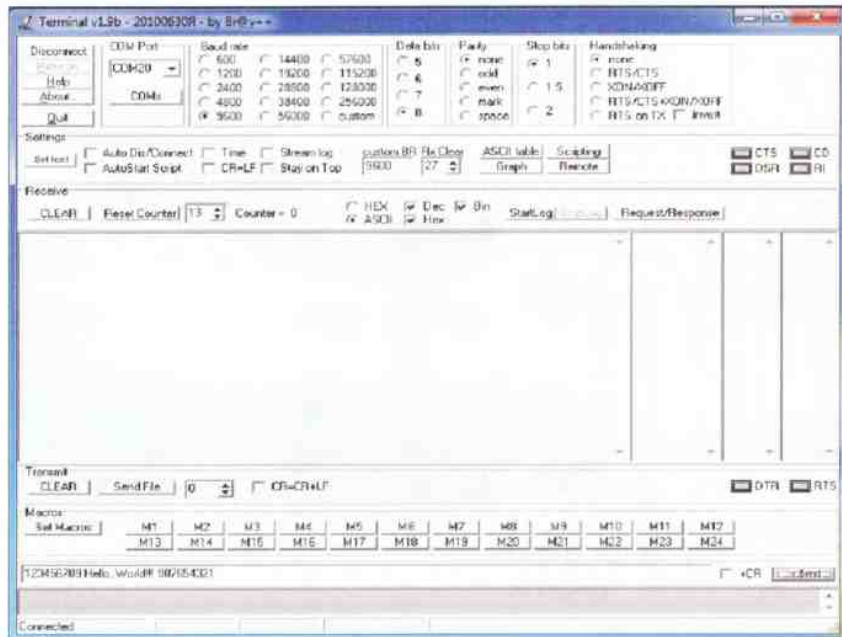 Terminal v1.9b - 20100630Я - by Br@y++
Disconnect
Help
About..
Quit
COM Port
COM20
COMs
Baud rate
600 14400 57600
1200 19200 115200
2400 28800 128000
4800 38400 256000
9600 56000 custom
Data bits
5
6
7
8
Parity
none
odd
even
mark
space
Stop bits
1
1.5
2
Handshaking
none
RTS/CTS
XON/XOFF
RTS/CTS+XON/XOFF
RTS on TX invert
Settings
Set font
Auto Dis/Connect Time Stream log custom BR Rx Clear ASCII table Scripting CTS CD
AutoStart Script CR=LF Stay on Top 9600 27 Graph Remote DSR RI
Receive
CLEAR Reset Counter 13 Counter = 0 HEX Dec Bin StartLog Request/Response
ASCII Hex
Transmit
CLEAR Send File 0 CR=CR+LF DTR RTS
Macros
Set Macros M1 M2 M3 M4 M5 M6 M7 M8 M9 M10 M11 M12
M13 M14 M15 M16 M17 M18 M19 M20 M21 M22 M23 M24
123456789 Hello, World!! 987654321 +CR Send
Connected